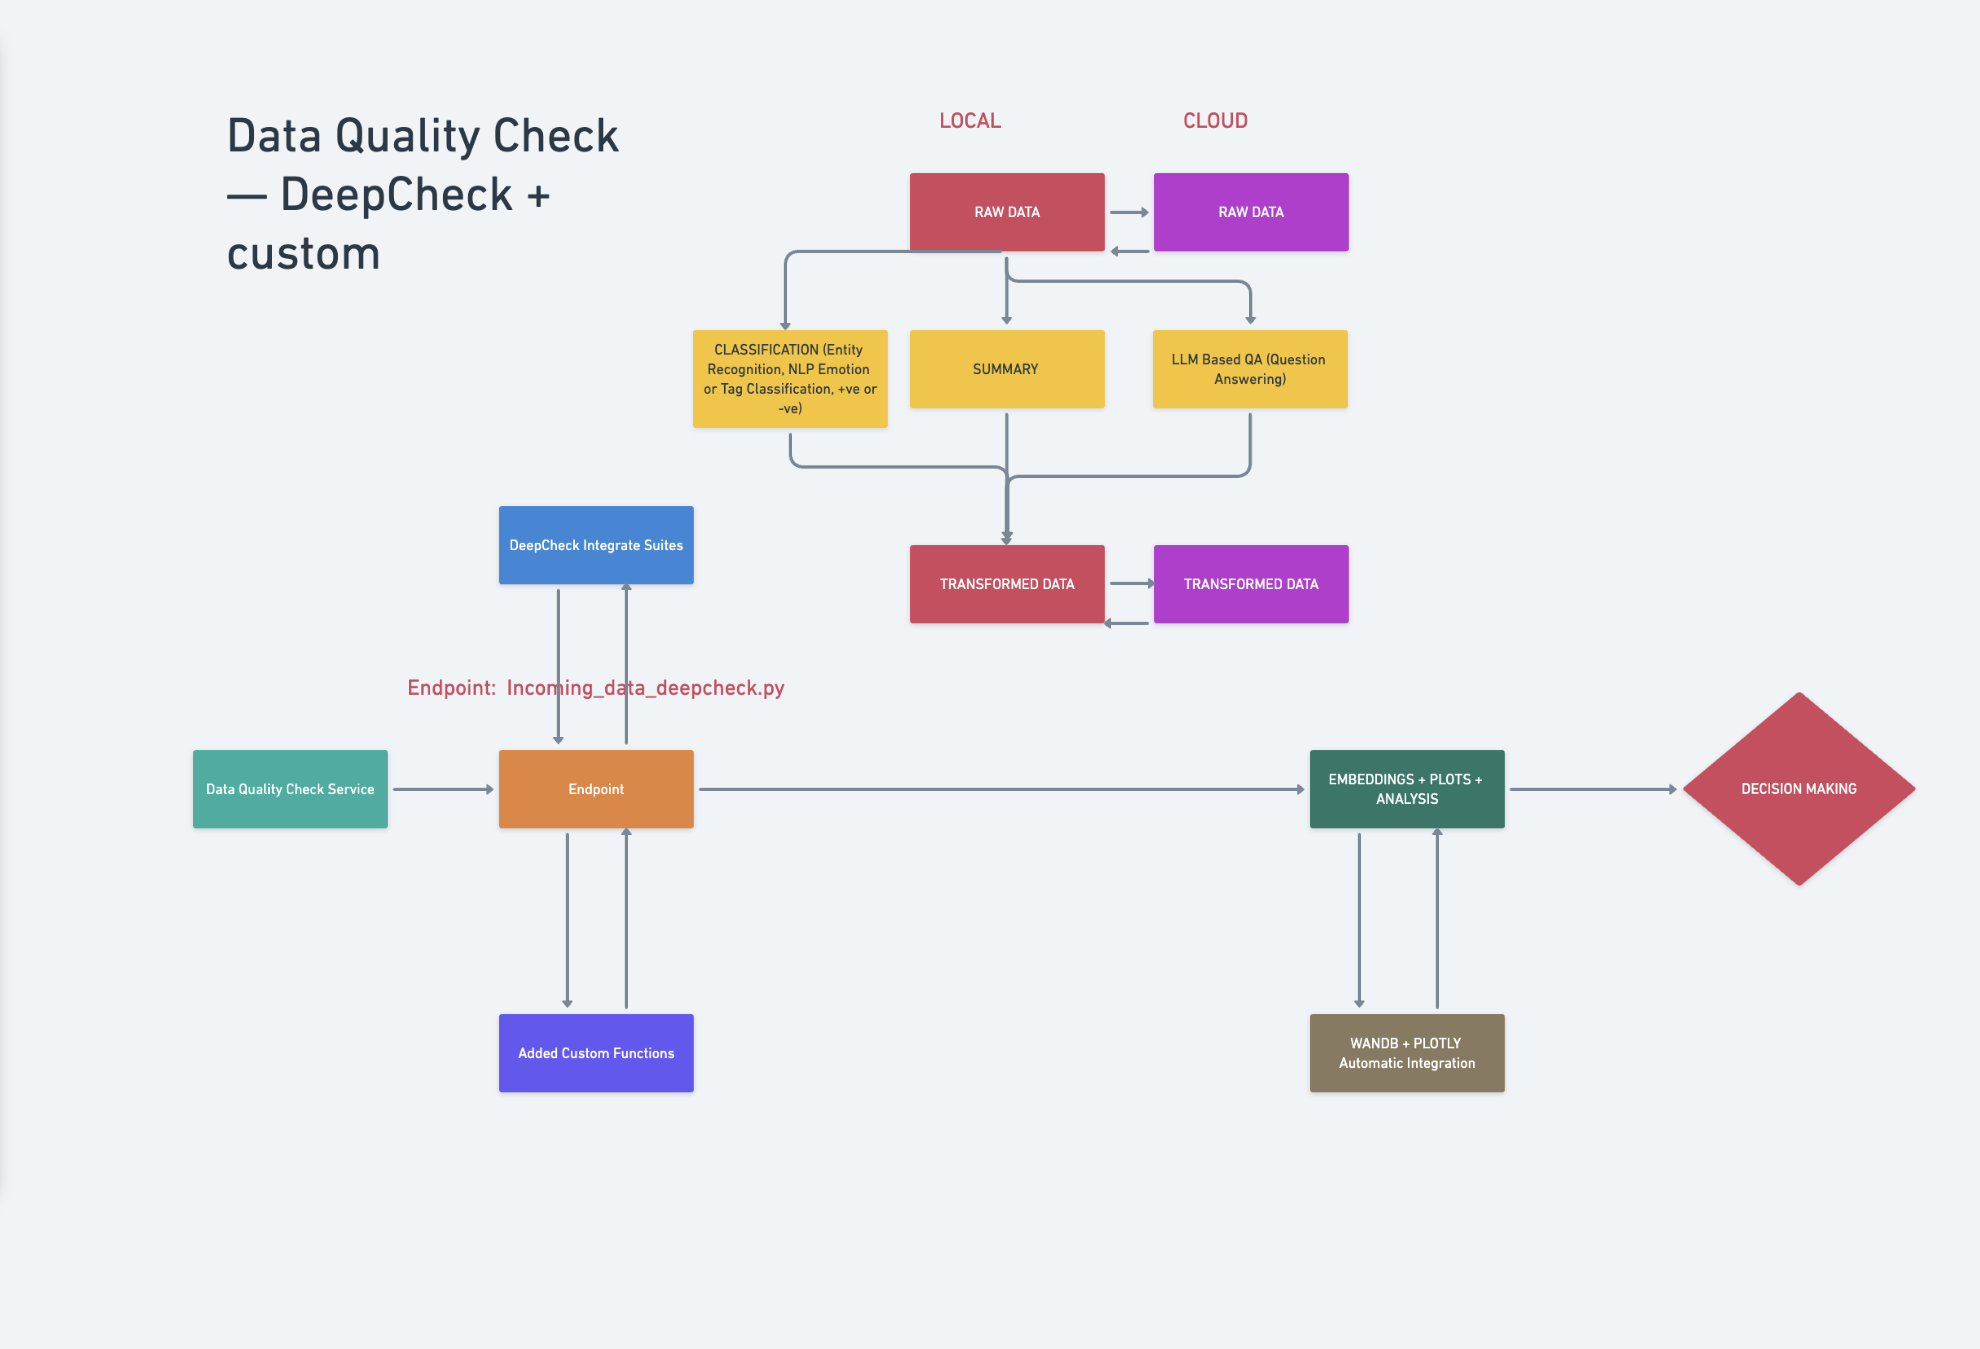 Data Quality Check
— DeepCheck +
custom
LOCAL
CLOUD
RAW DATA
RAW DATA
CLASSIFICATION (Entity
Recognition, NLP Emotion
or Tag Classification, +ve or
-ve)
SUMMARY
LLM Based QA (Question
Answering)
DeepCheck Integrate Suites
TRANSFORMED DATA
TRANSFORMED DATA
Endpoint: Incoming_data_deepcheck.py
Data Quality Check Service
Endpoint
EMBEDDINGS + PLOTS +
ANALYSIS
DECISION MAKING
Added Custom Functions
WANDB + PLOTLY
Automatic Integration